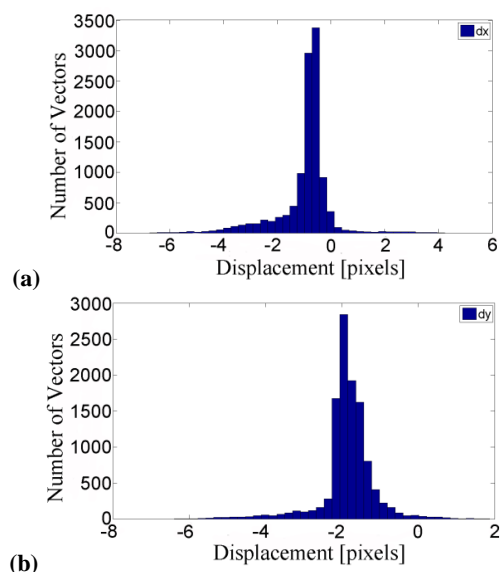 3500
3000
2500
2000
1500
1000
500
0
-8 -6 -4 -2 0 2 4 6
Number of Vectors
Displacement [pixels]
dx
(a)
3000
2500
2000
1500
1000
500
0
-8 -6 -4 -2 0 2
Number of Vectors
Displacement [pixels]
dy
(b)